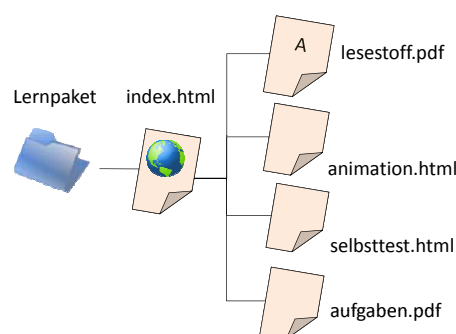 Lernpaket
index.html
A
lesestoff.pdf
animation.html
selbsttest.html
aufgaben.pdf